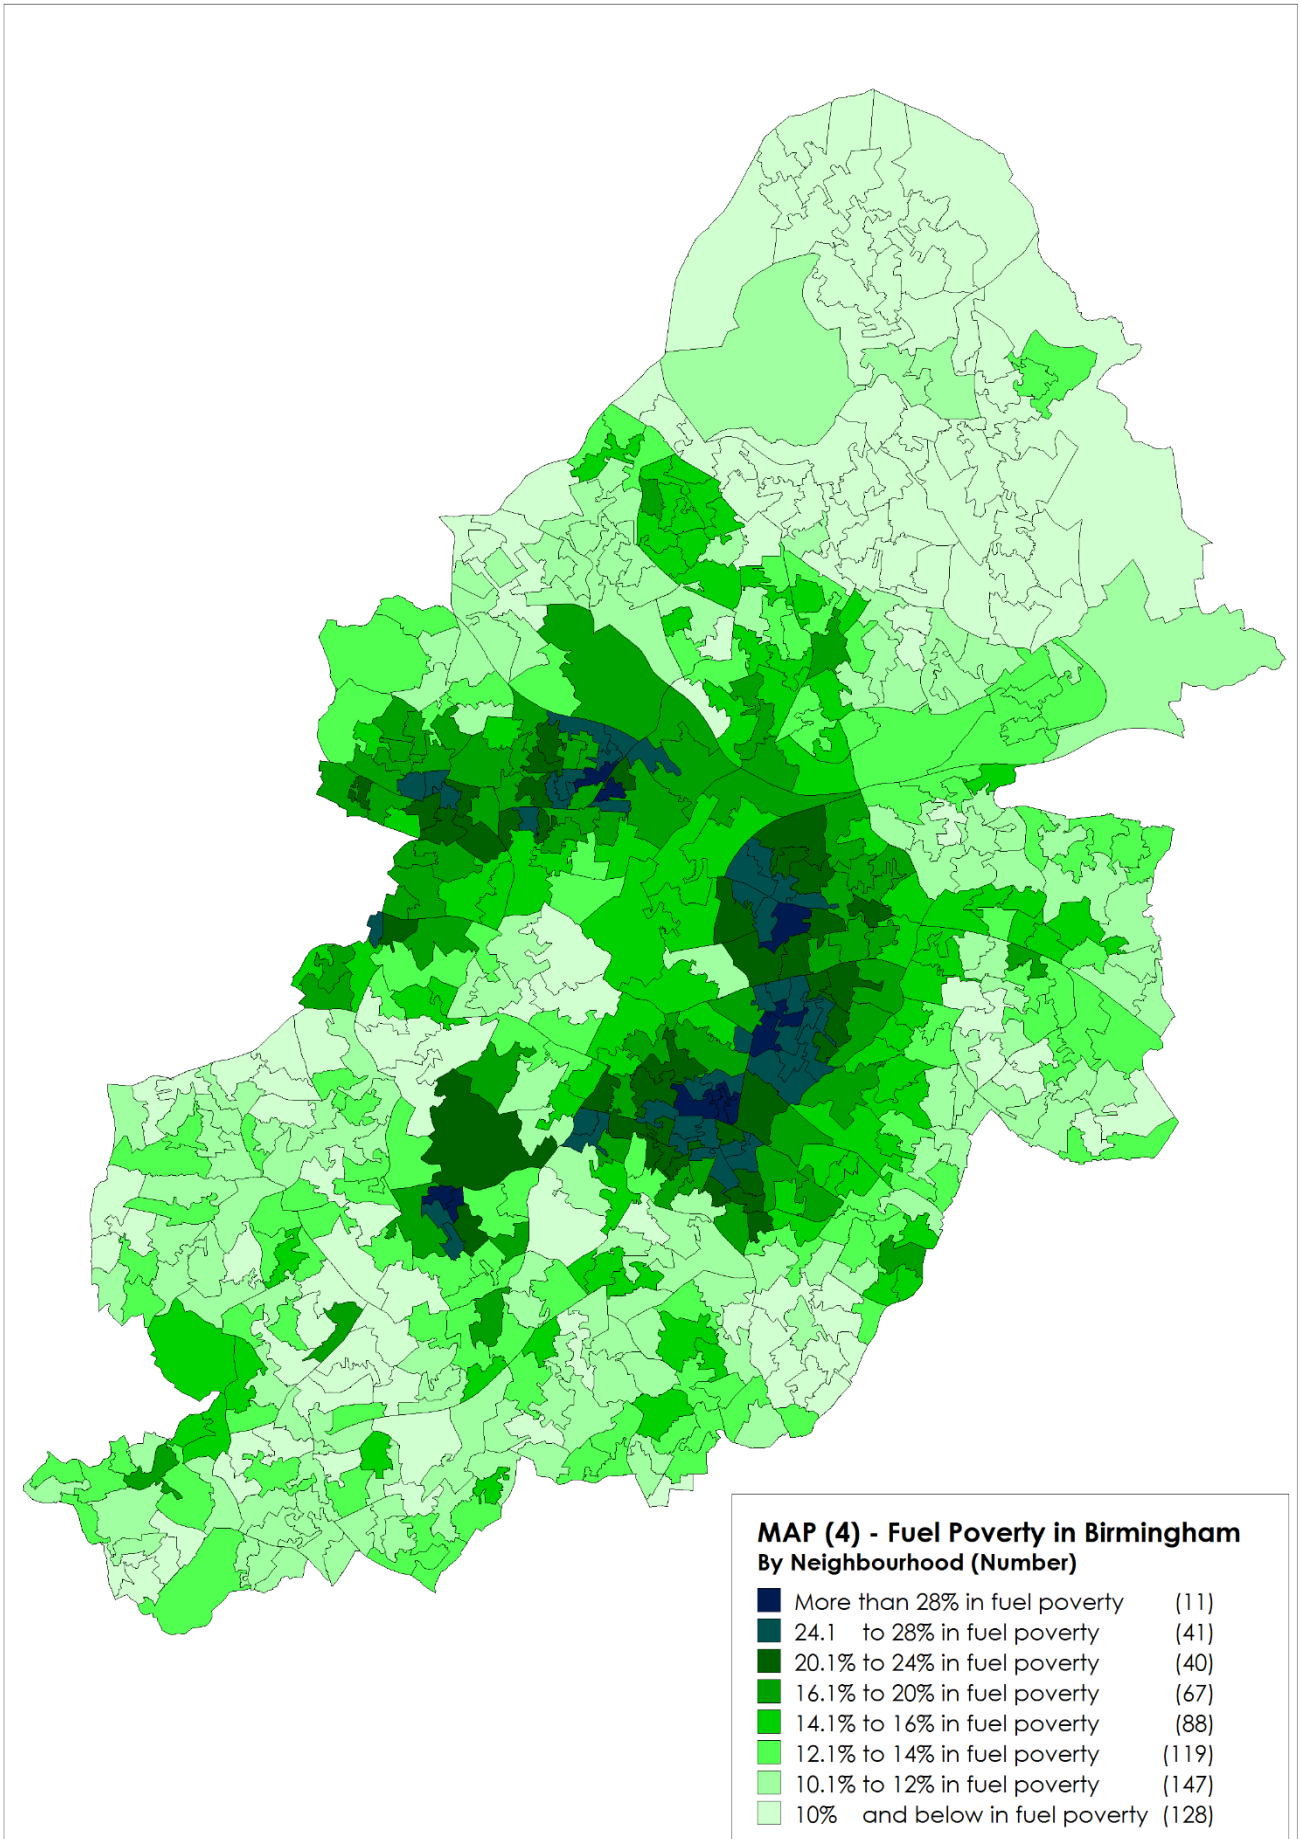 MAP (4) - Fuel Poverty in Birmingham
By Neighbourhood (Number)
More than 28% in fuel poverty (11)
24.1 to 28% in fuel poverty (41)
20.1% to 24% in fuel poverty (40)
16.1% to 20% in fuel poverty (67)
14.1% to 16% in fuel poverty (88)
12.1% to 14% in fuel poverty (119)
10.1% to 12% in fuel poverty (147)
10% and below in fuel poverty (128)